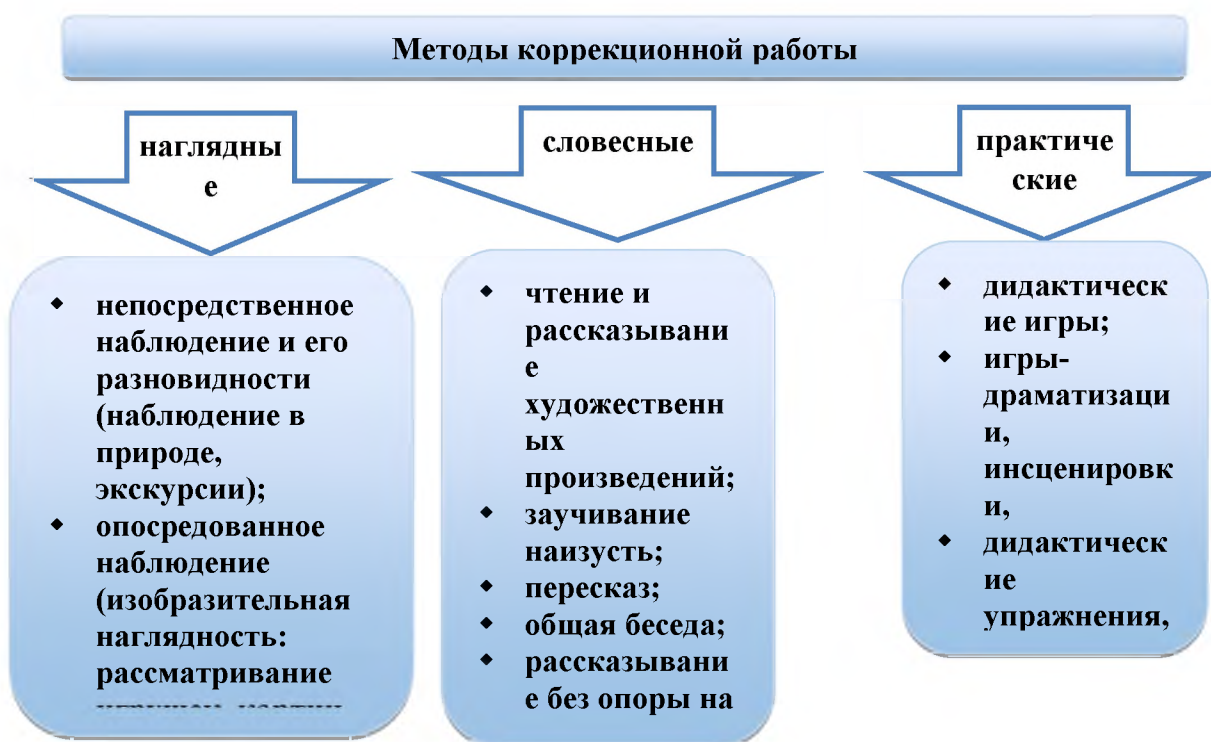 Методы коррекционной работы
наглядны
е
непосредственное
наблюдение и его
разновидности
(наблюдение в
природе,
экскурсии);
опосредованное
наблюдение
(изобразительная
наглядность:
рассматривание
словесные
чтение и
рассказывани
е
художественн
ых
произведений;
заучивание
наизусть;
пересказ;
общая беседа;
рассказывани
е без опоры на
практиче
ские
дидактическ
ие игры;
игры-
драматизаци
и,
инсценировк
и,
дидактическ
ие
упражнения,